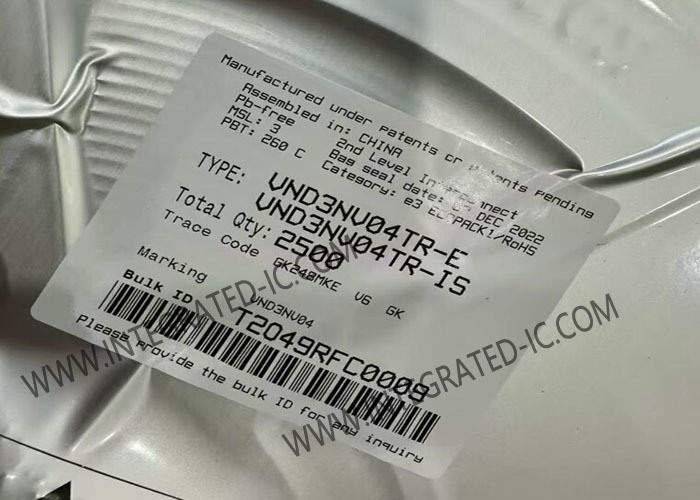 Manufactured under Patents or Patents Pending
Assembled in: CHINA
Pb-free 2nd Level Interconnect
MSL: 3 Bag seal date: DEC 2022
PBT: 260 C Category: e3 ECOPACK1/RoHS
TYPE: VND3NV04TR-E
VND3NV04TR-IS
Total Qty: 2500
Trace Code VG GK
Marking VND3NV04
Bulk ID T2049RFC0009
Please provide the bulk ID for any inquiry
WWW.INTEGRATED-IC.COM
WWW.INTEGRATED-IC.COM